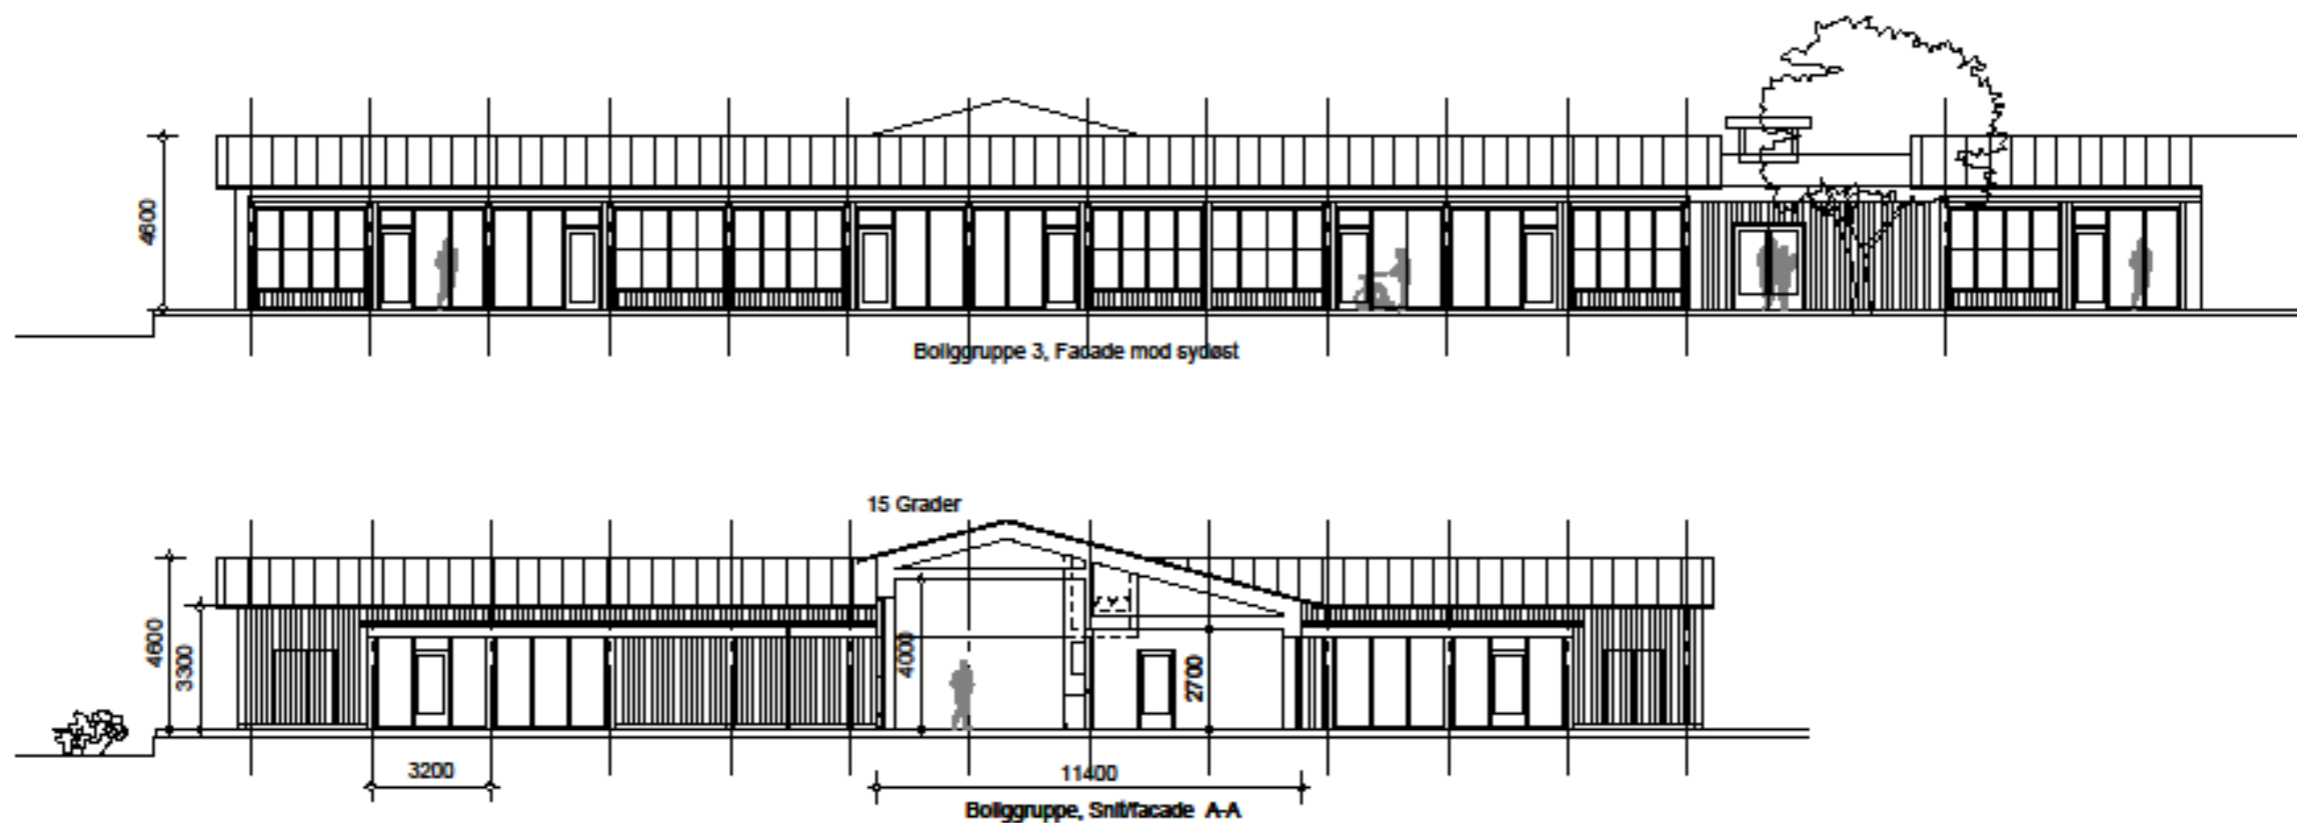 4600
Boliggruppe 3, Facade mod sydøst
15 Grader
4600
3300
4000
2700
3200
11400
Boliggruppe, Snit/facade A-A